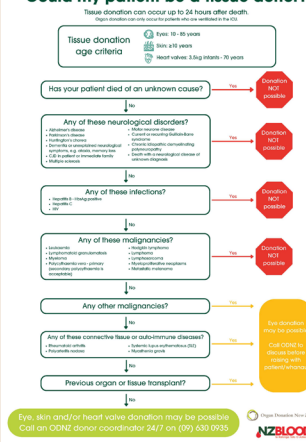 Could my patient be a tissue donor
Tissue donation can occur up to 24 hours after death.
Organ donation can only occur for patients who are ventilated in the ICU.
Tissue donation
age criteria
Eyes: 10 - 85 years
Skin: ≥10 years
Heart valves: 3.5kg infants - 70 years
Has your patient died of an unknown cause?
Yes
Donation
NOT
possible
No
Any of these neurological disorders?
• Alzheimer's disease
• Parkinson's disease
• Huntington's chorea
• Dementia or unexplained neurological
symptoms, e.g. ataxia, memory loss
• CJD in patient or immediate family
• Multiple sclerosis
• Motor neurone disease
• Current or recurring Guillain-Barre
syndrome
• Chronic idiopathic demyelinating
polyneuropathy
• Death with a neurological disease of
unknown diagnosis
Yes
Donation
NOT
possible
No
Any of these infections?
• Hepatitis B - HbsAg positive
• Hepatitis C
• HIV
Yes
Donation
NOT
possible
No
Any of these malignancies?
• Leukaemia
• Lymphomatoid granulomatosis
• Myeloma
• Polycythaemia vera - primary
(secondary polycythaemia is
acceptable)
• Hodgkin lymphoma
• Lymphoma
• Lymphosarcoma
• Myeloproliferative neoplasms
• Metastatic melanoma
Yes
Donation
NOT
possible
No
Any other malignancies?
Yes
No
Any of these connective tissue or auto-immune diseases?
• Rheumatoid arthritis
• Polyarteritis nodosa
• Systemic lupus erythematosus (SLE)
• Myasthenia gravis
Yes
Eye donation
may be possible
Call ODNZ to
discuss before
raising with
patient/whānau
No
Previous organ or tissue transplant?
Yes
No
Eye, skin and/or heart valve donation may be possible
Call an ODNZ donor coordinator 24/7 on (09) 630 0935
Organ Donation New
NZBLOOD